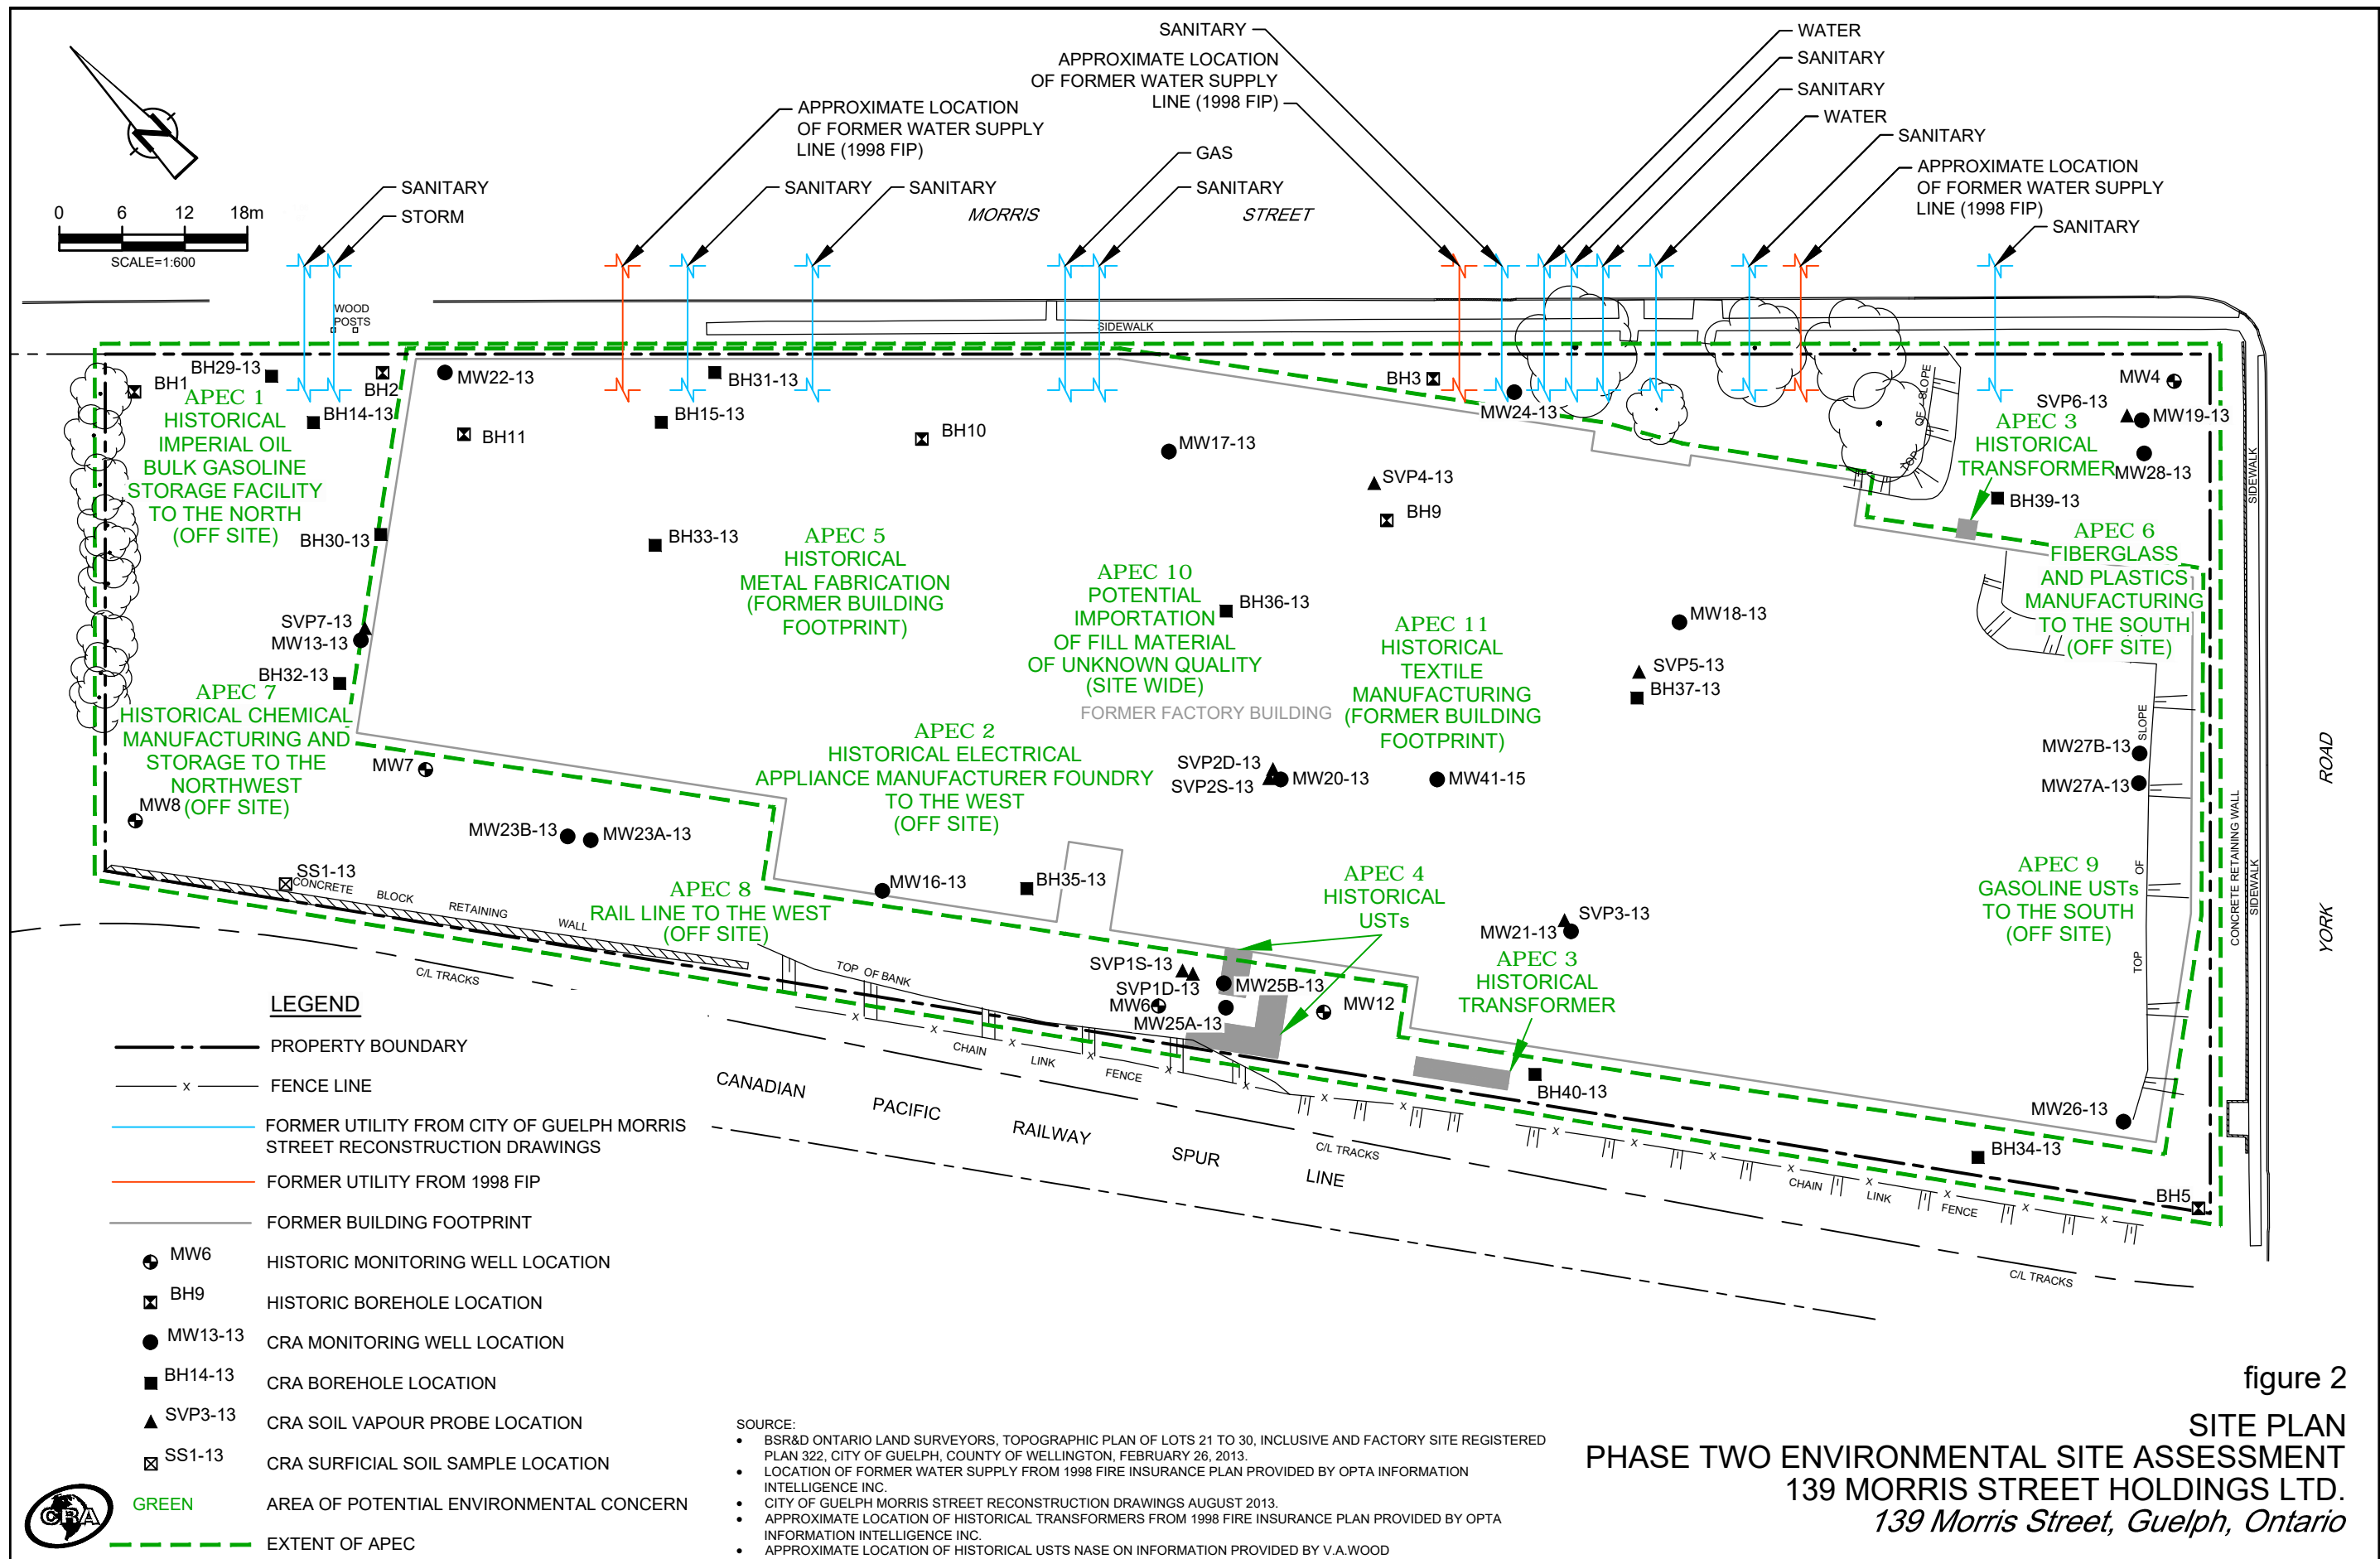 SANITARY
APPROXIMATE LOCATION
OF FORMER WATER SUPPLY
LINE (1998 FIP)
WATER
SANITARY
SANITARY
WATER
SANITARY
APPROXIMATE LOCATION
OF FORMER WATER SUPPLY
LINE (1998 FIP)
SANITARY
APPROXIMATE LOCATION
OF FORMER WATER SUPPLY
LINE (1998 FIP)
GAS
SANITARY
SANITARY
SANITARY
SANITARY
STORM
MORRIS
STREET
N
0 6 12 18m
SCALE=1:600
WOOD
POSTS
SIDEWALK
BH29-13
BH1
BH2
MW22-13
BH31-13
BH3
MW24-13
MW4
SVP6-13
MW19-13
MW28-13
APEC 1
HISTORICAL
IMPERIAL OIL
BULK GASOLINE
STORAGE FACILITY
TO THE NORTH
(OFF SITE)
BH14-13
BH11
BH15-13
BH10
MW17-13
SVP4-13
BH9
TOP OF SLOPE
APEC 3
HISTORICAL
TRANSFORMER
BH39-13
SIDEWALK
BH30-13
BH33-13
APEC 5
HISTORICAL
METAL FABRICATION
(FORMER BUILDING
FOOTPRINT)
APEC 10
POTENTIAL
IMPORTATION
OF FILL MATERIAL
OF UNKNOWN QUALITY
(SITE WIDE)
BH36-13
APEC 11
HISTORICAL
TEXTILE
MANUFACTURING
(FORMER BUILDING
FOOTPRINT)
FORMER FACTORY BUILDING
MW18-13
SVP5-13
BH37-13
APEC 6
FIBERGLASS
AND PLASTICS
MANUFACTURING
TO THE SOUTH
(OFF SITE)
SVP7-13
MW13-13
BH32-13
APEC 7
HISTORICAL CHEMICAL
MANUFACTURING AND
STORAGE TO THE
NORTHWEST
(OFF SITE)
MW7
MW8
APEC 2
HISTORICAL ELECTRICAL
APPLIANCE MANUFACTURER FOUNDRY
TO THE WEST
(OFF SITE)
SVP2D-13
SVP2S-13
MW20-13
MW41-15
MW27B-13
MW27A-13
TOP OF SLOPE
CONCRETE RETAINING WALL
SIDEWALK
YORK ROAD
MW23B-13
MW23A-13
SS1-13
CONCRETE BLOCK RETAINING WALL
APEC 8
RAIL LINE TO THE WEST
(OFF SITE)
MW16-13
BH35-13
APEC 4
HISTORICAL
USTs
APEC 9
GASOLINE USTs
TO THE SOUTH
(OFF SITE)
SVP3-13
MW21-13
APEC 3
HISTORICAL
TRANSFORMER
C/L TRACKS
TOP OF BANK
SVP1S-13
SVP1D-13
MW6
MW25B-13
MW25A-13
MW12
BH40-13
MW26-13
BH34-13
BH5
x x CHAIN x LINK x FENCE x x
x x x
x x x CHAIN x LINK x FENCE x x
CANADIAN PACIFIC RAILWAY SPUR LINE
C/L TRACKS
C/L TRACKS
LEGEND
PROPERTY BOUNDARY
x FENCE LINE
FORMER UTILITY FROM CITY OF GUELPH MORRIS
STREET RECONSTRUCTION DRAWINGS
FORMER UTILITY FROM 1998 FIP
FORMER BUILDING FOOTPRINT
MW6 HISTORIC MONITORING WELL LOCATION
BH9 HISTORIC BOREHOLE LOCATION
MW13-13 CRA MONITORING WELL LOCATION
BH14-13 CRA BOREHOLE LOCATION
SVP3-13 CRA SOIL VAPOUR PROBE LOCATION
SS1-13 CRA SURFICIAL SOIL SAMPLE LOCATION
GREEN AREA OF POTENTIAL ENVIRONMENTAL CONCERN
EXTENT OF APEC
CRA
SOURCE:
• BSR&D ONTARIO LAND SURVEYORS, TOPOGRAPHIC PLAN OF LOTS 21 TO 30, INCLUSIVE AND FACTORY SITE REGISTERED
PLAN 322, CITY OF GUELPH, COUNTY OF WELLINGTON, FEBRUARY 26, 2013.
• LOCATION OF FORMER WATER SUPPLY FROM 1998 FIRE INSURANCE PLAN PROVIDED BY OPTA INFORMATION
INTELLIGENCE INC.
• CITY OF GUELPH MORRIS STREET RECONSTRUCTION DRAWINGS AUGUST 2013.
• APPROXIMATE LOCATION OF HISTORICAL TRANSFORMERS FROM 1998 FIRE INSURANCE PLAN PROVIDED BY OPTA
INFORMATION INTELLIGENCE INC.
• APPROXIMATE LOCATION OF HISTORICAL USTS NASE ON INFORMATION PROVIDED BY V.A.WOOD
figure 2
SITE PLAN
PHASE TWO ENVIRONMENTAL SITE ASSESSMENT
139 MORRIS STREET HOLDINGS LTD.
139 Morris Street, Guelph, Ontario